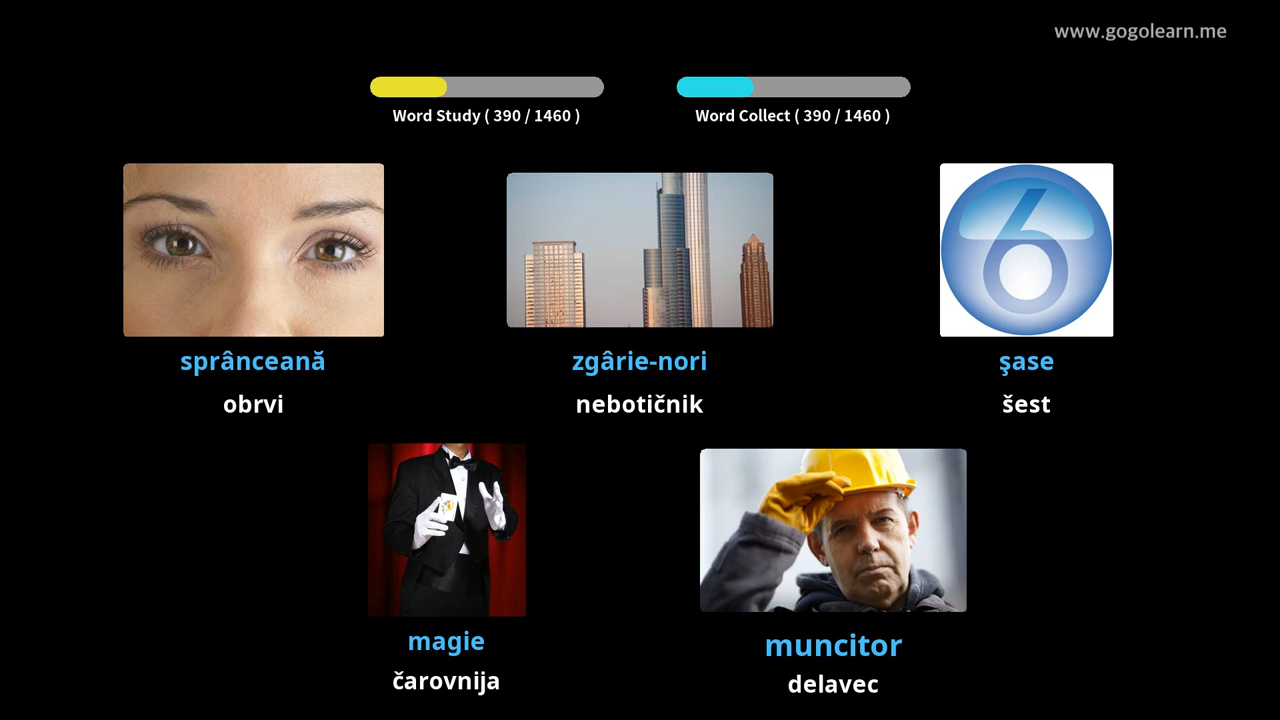 www.gogolearn.me
Word Study ( 390 / 1460 )
Word Collect ( 390 / 1460 )
6
sprânceană
obrvi
zgârie-nori
nebotičnik
şase
šest
magie
čarovnija
muncitor
delavec